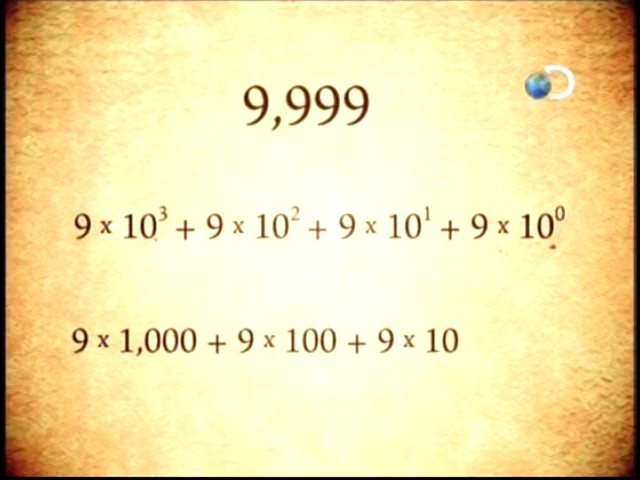 9,999
9 x 10³ + 9 x 10² + 9 x 10¹ + 9 x 10⁰
9 x 1,000 + 9 x 100 + 9 x 10